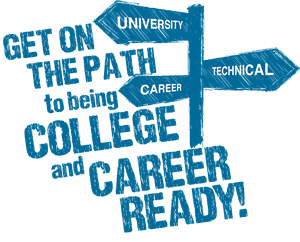 UNIVERSITY
TECHNICAL
CAREER
GET ON
THE PATH
to being
COLLEGE
and
CAREER
READY!